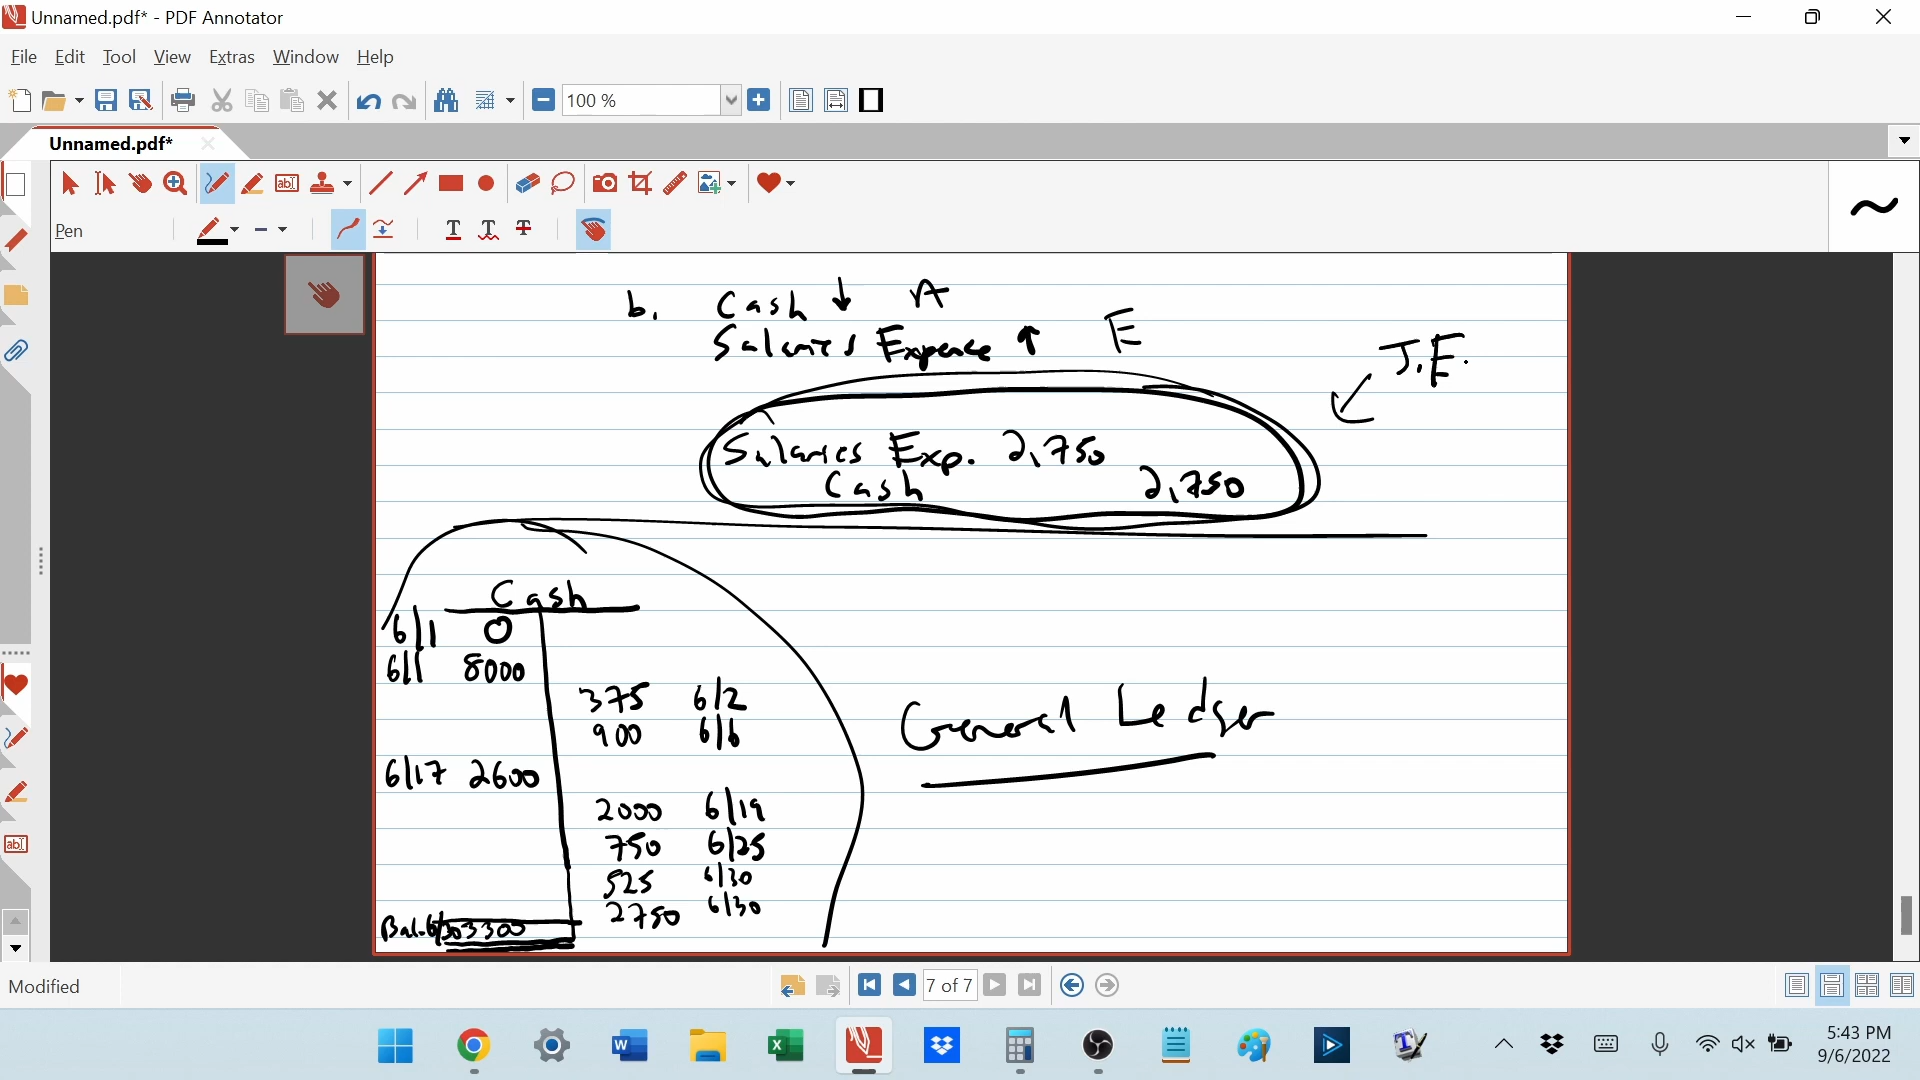 Unnamed.pdf* - PDF Annotator
File Edit Tool View Extras Window Help
100 %
Unnamed.pdf*
Pen
b. Cash ↓ A
Salaries Expense ↑ E
J.E.
Salaries Exp. 2,750
Cash 2,750
Cash
6/1 0
6/1 8000
375 6/2
900 6/6
General Ledger
6/17 2600
2000 6/19
750 6/25
525 6/30
2750 6/30
Bal. 6/30 3300
Modified
7 of 7
5:43 PM
9/6/2022